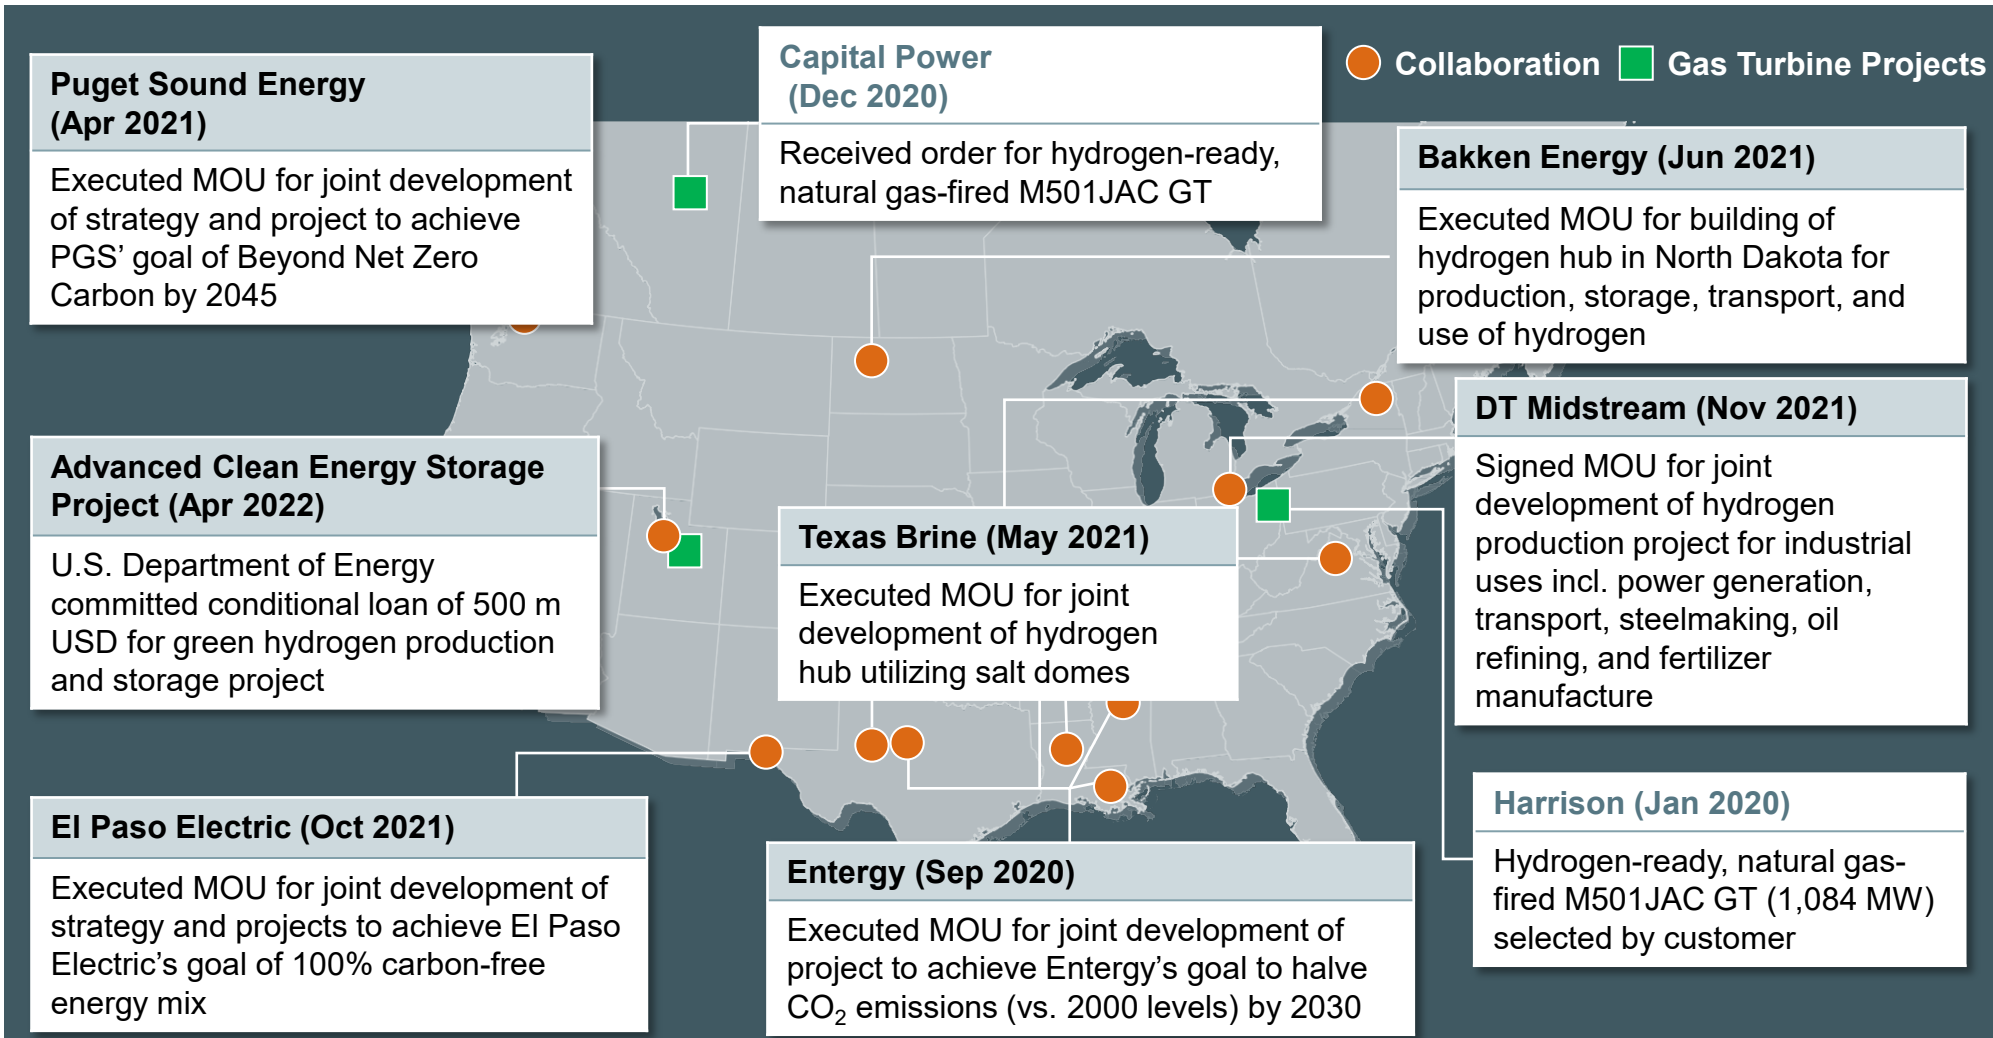 Puget Sound Energy
(Apr 2021)
Executed MOU for joint development
of strategy and project to achieve
PGS’ goal of Beyond Net Zero
Carbon by 2045
Capital Power
(Dec 2020)
Received order for hydrogen-ready,
natural gas-fired M501JAC GT
Collaboration
Gas Turbine Projects
Bakken Energy (Jun 2021)
Executed MOU for building of
hydrogen hub in North Dakota for
production, storage, transport, and
use of hydrogen
DT Midstream (Nov 2021)
Signed MOU for joint
development of hydrogen
production project for industrial
uses incl. power generation,
transport, steelmaking, oil
refining, and fertilizer
manufacture
Advanced Clean Energy Storage
Project (Apr 2022)
U.S. Department of Energy
committed conditional loan of 500 m
USD for green hydrogen production
and storage project
Texas Brine (May 2021)
Executed MOU for joint
development of hydrogen
hub utilizing salt domes
El Paso Electric (Oct 2021)
Executed MOU for joint development of
strategy and projects to achieve El Paso
Electric’s goal of 100% carbon-free
energy mix
Entergy (Sep 2020)
Executed MOU for joint development of
project to achieve Entergy’s goal to halve
CO₂ emissions (vs. 2000 levels) by 2030
Harrison (Jan 2020)
Hydrogen-ready, natural gas-
fired M501JAC GT (1,084 MW)
selected by customer